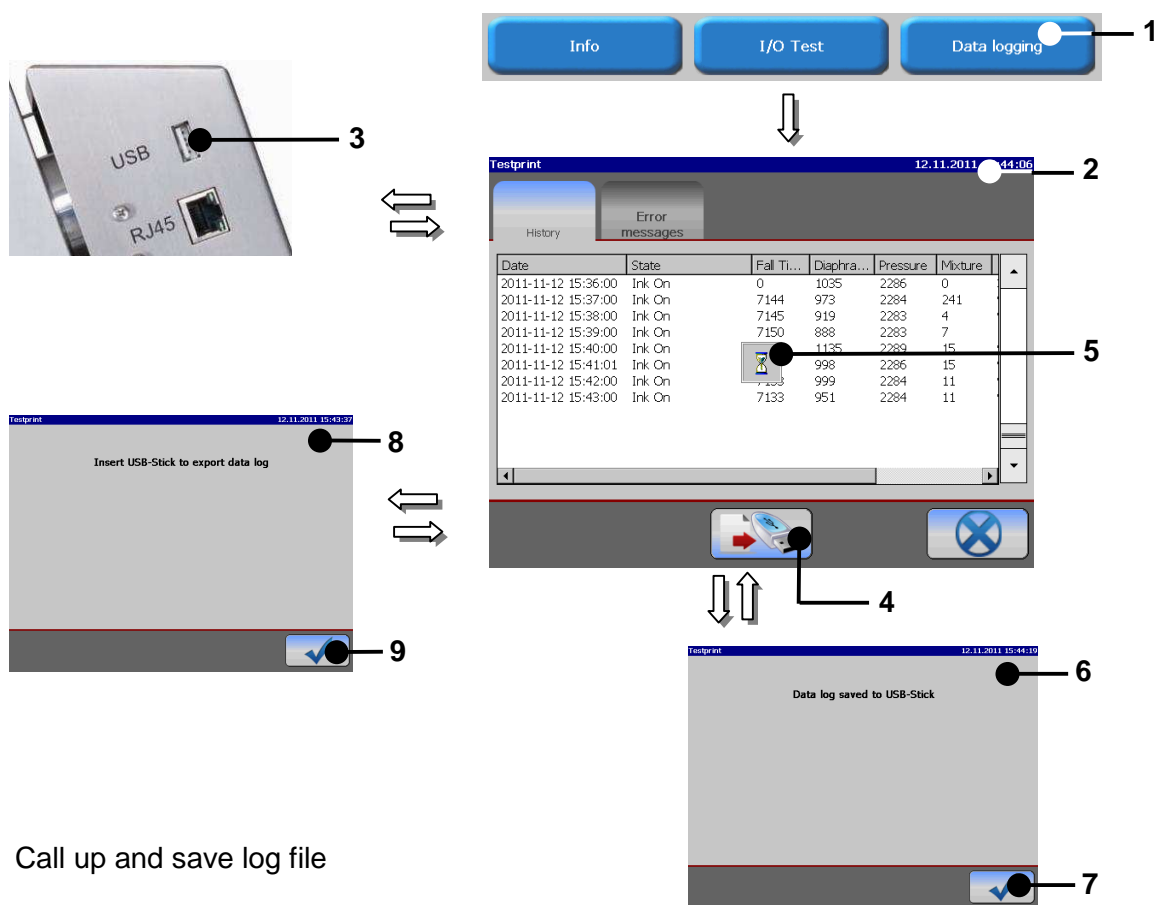 Info I/O Test Data logging 1
USB
RJ45
3
Testprint 12.11.2011 44:06
2
History
Error
messages
Date State Fall Ti... Diaphra... Pressure Mixture
2011-11-12 15:36:00 Ink On 0 1035 2286 0
2011-11-12 15:37:00 Ink On 7144 973 2284 241
2011-11-12 15:38:00 Ink On 7145 919 2283 4
2011-11-12 15:39:00 Ink On 7150 888 2283 7
2011-11-12 15:40:00 Ink On 1135 2289 15
2011-11-12 15:41:01 Ink On 998 2286 15
2011-11-12 15:42:00 Ink On 999 2284 11
2011-11-12 15:43:00 Ink On 7133 951 2284 11
5
4
Testprint 12.11.2011 15:43:37
8
Insert USB-Stick to export data log
9
Testprint 12.11.2011 15:44:19
6
Data log saved to USB-Stick
7
Call up and save log file